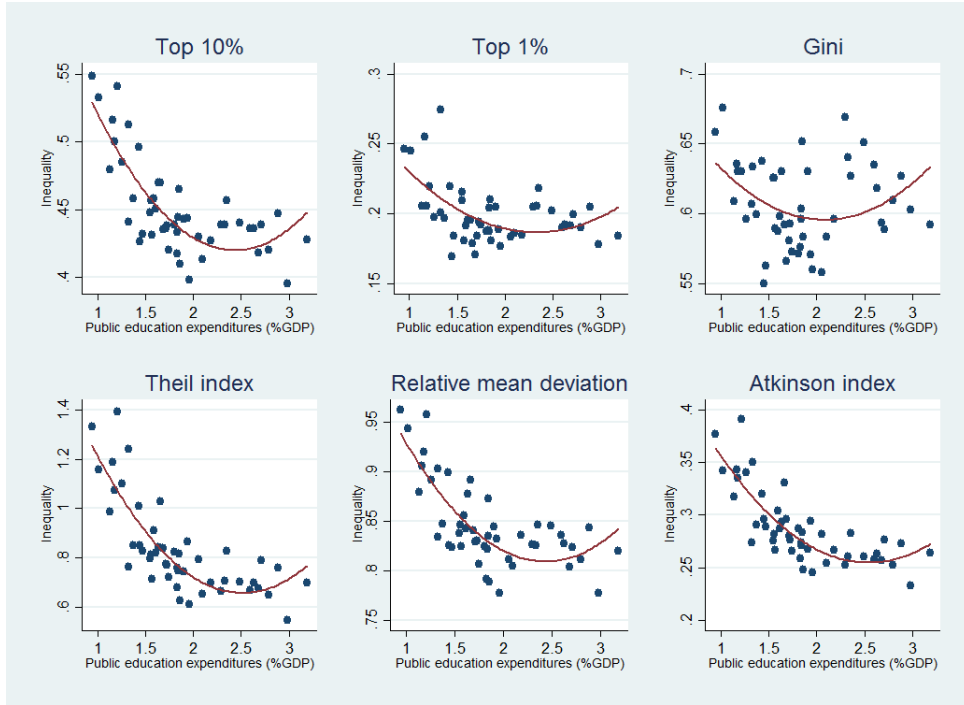 Top 10%
Inequality
.4 .45 .5 .55
1 1.5 2 2.5 3
Public education expenditures (%GDP)
Top 1%
Inequality
.15 .2 .25 .3
1 1.5 2 2.5 3
Public education expenditures (%GDP)
Gini
Inequality
.55 .6 .65 .7
1 1.5 2 2.5 3
Public education expenditures (%GDP)
Theil index
Inequality
.6 .8 1 1.2 1.4
1 1.5 2 2.5 3
Public education expenditures (%GDP)
Relative mean deviation
Inequality
.75 .8 .85 .9 .95
1 1.5 2 2.5 3
Public education expenditures (%GDP)
Atkinson index
Inequality
.2 .25 .3 .35 .4
1 1.5 2 2.5 3
Public education expenditures (%GDP)